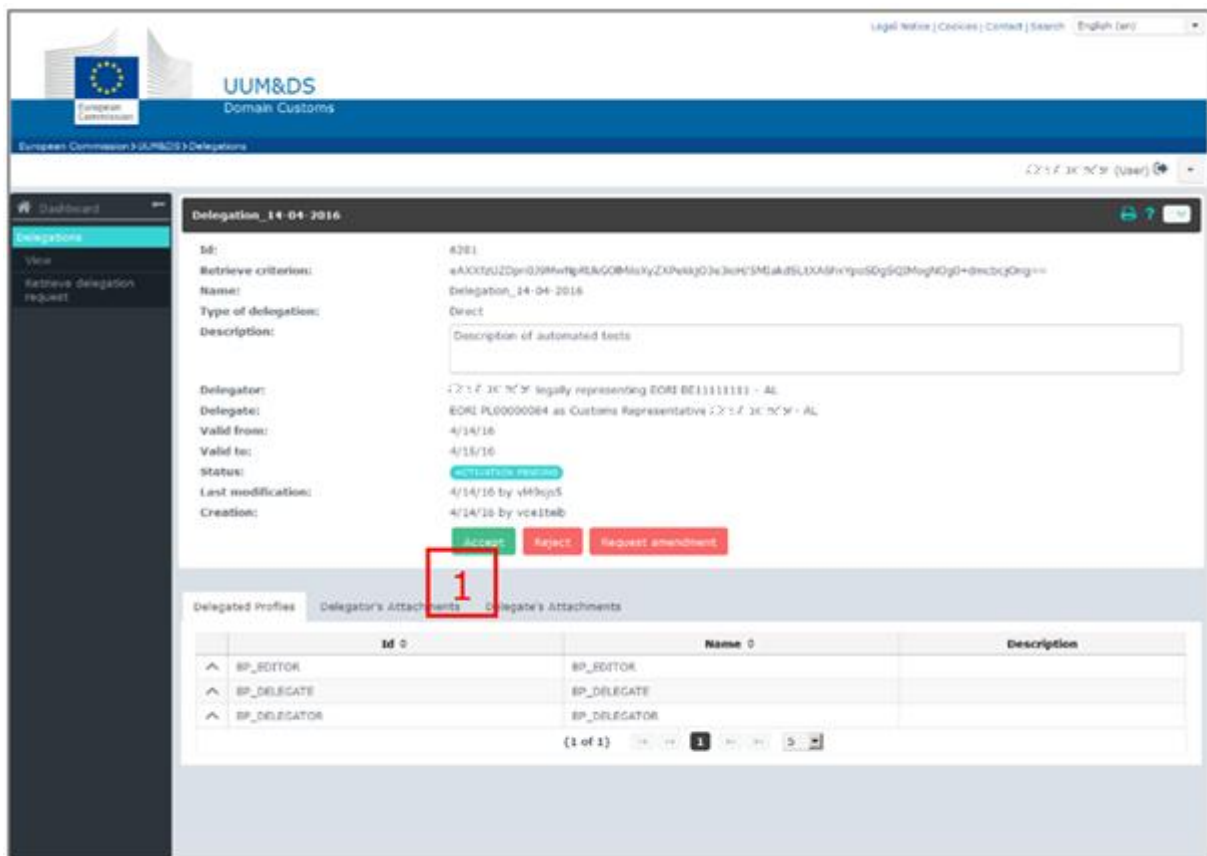 Legal Notice | Cookies | Contact | Search English (en)
European Commission
UUM&DS
Domain Customs
European Commission > UUM&DS > Delegations
(User)
Dashboard
Delegations
View
Retrieve delegation request
Delegation_14-04-2016
Id: 6201
Retrieve criterion:
Name: Delegation_14-04-2016
Type of delegation: Direct
Description: Description of automated tests
Delegator: legally representing EORI BE11111111 - AL
Delegate: EORI PL00000084 as Customs Representative - AL
Valid from: 4/14/16
Valid to: 4/15/16
Status: ACTIVATION PENDING
Last modification: 4/14/16 by
Creation: 4/14/16 by
Accept Reject Request amendment
1
Delegated Profiles Delegator's Attachments Delegate's Attachments
Id Name Description
BP_EDITOR BP_EDITOR
BP_DELEGATE BP_DELEGATE
BP_DELEGATOR BP_DELEGATOR
(1 of 1) 1 5